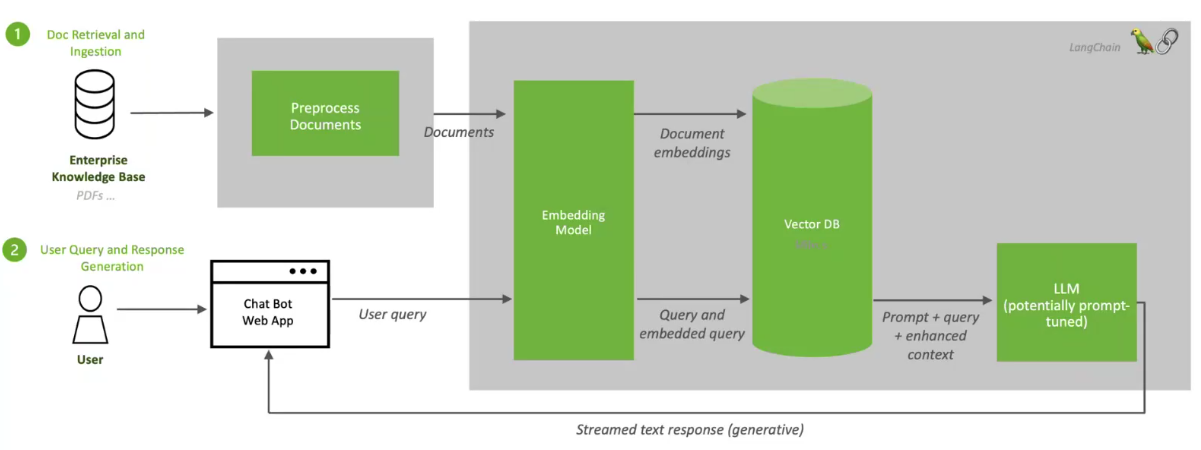 1
Doc Retrieval and
Ingestion
Enterprise
Knowledge Base
PDFs ...
Preprocess
Documents
Documents
Embedding
Model
Document
embeddings
Vector DB
LangChain
2
User Query and Response
Generation
User
Chat Bot
Web App
User query
Query and
embedded query
Prompt + query
+ enhanced
context
LLM
(potentially prompt-
tuned)
Streamed text response (generative)